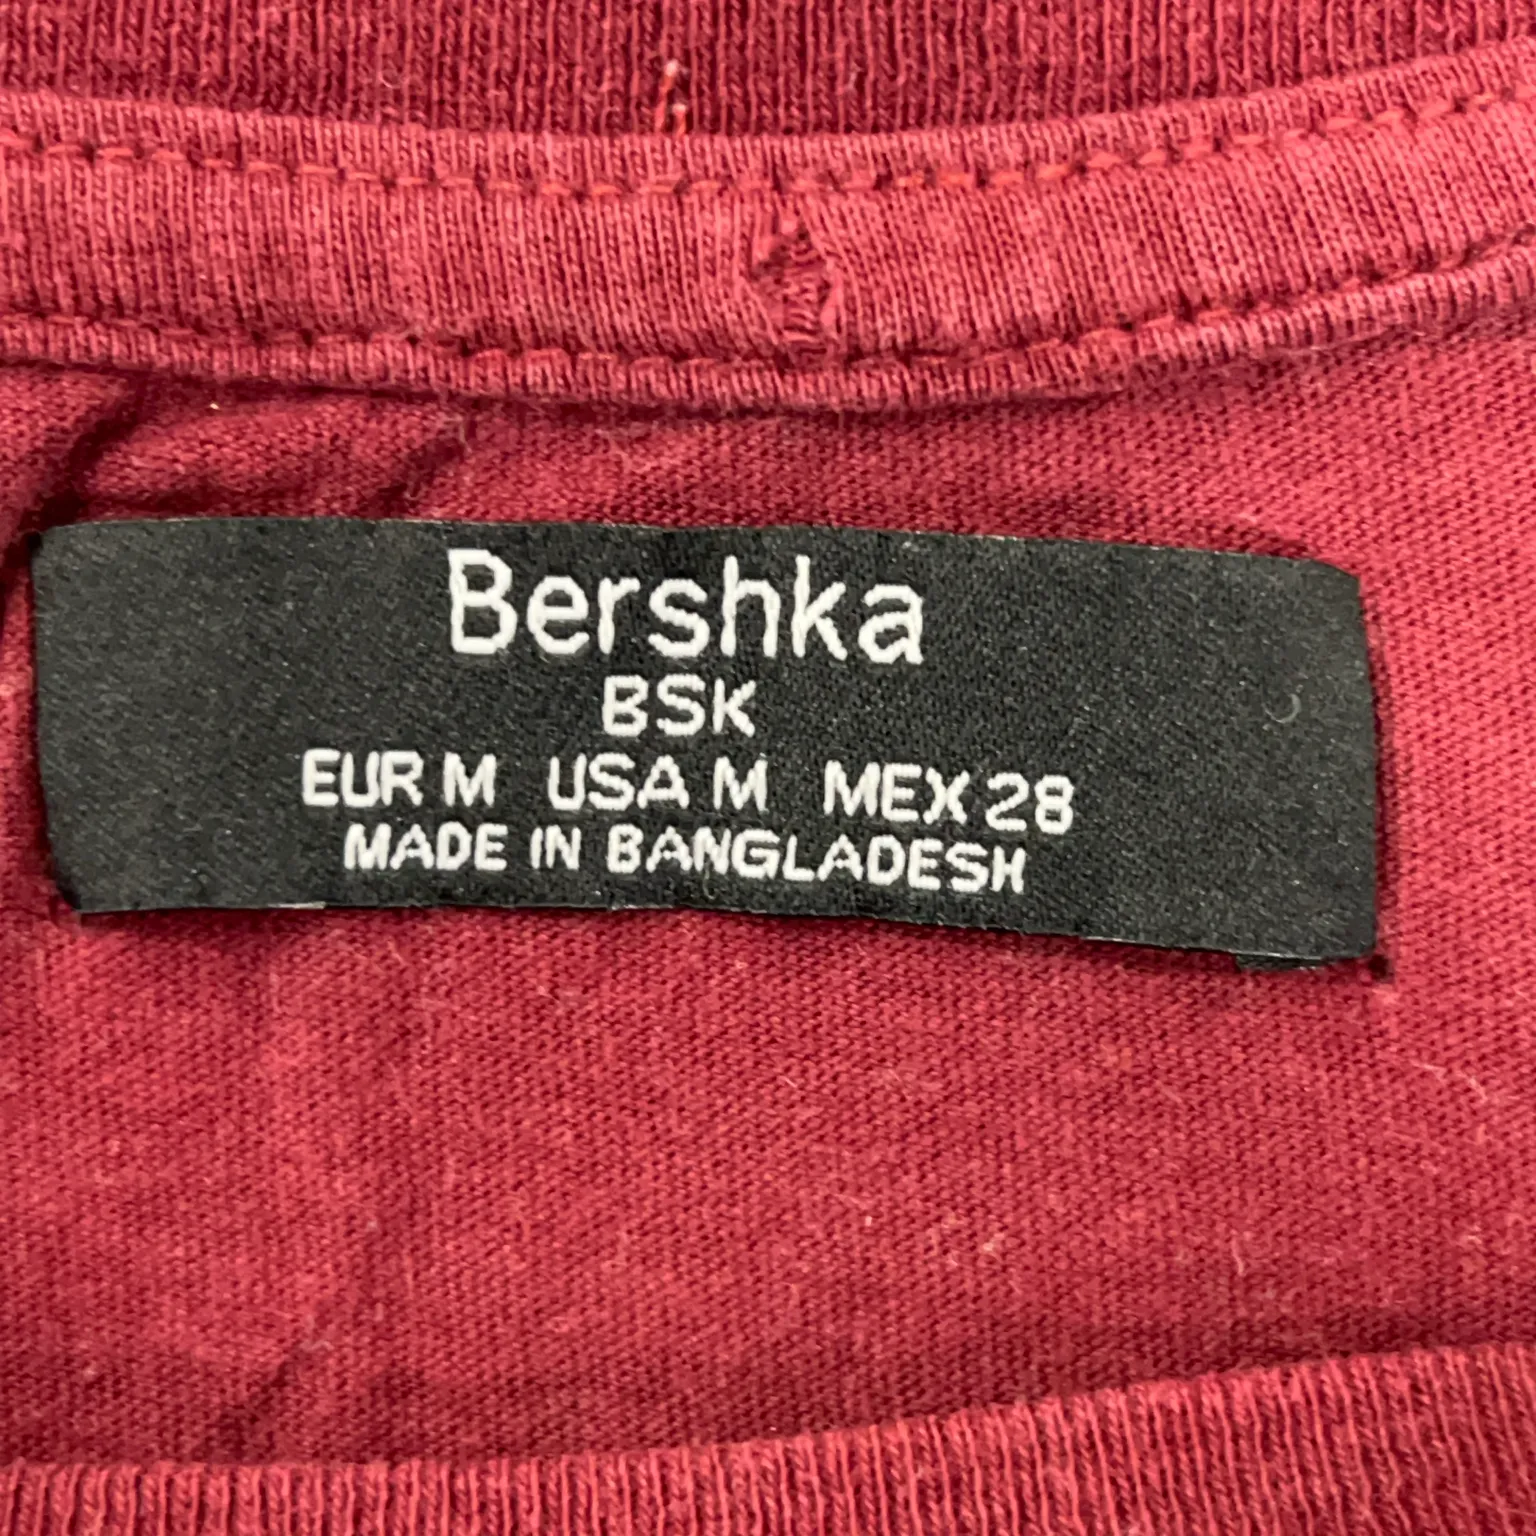 Bershka
BSK
EUR M USA M MEX 28
MADE IN BANGLADESH